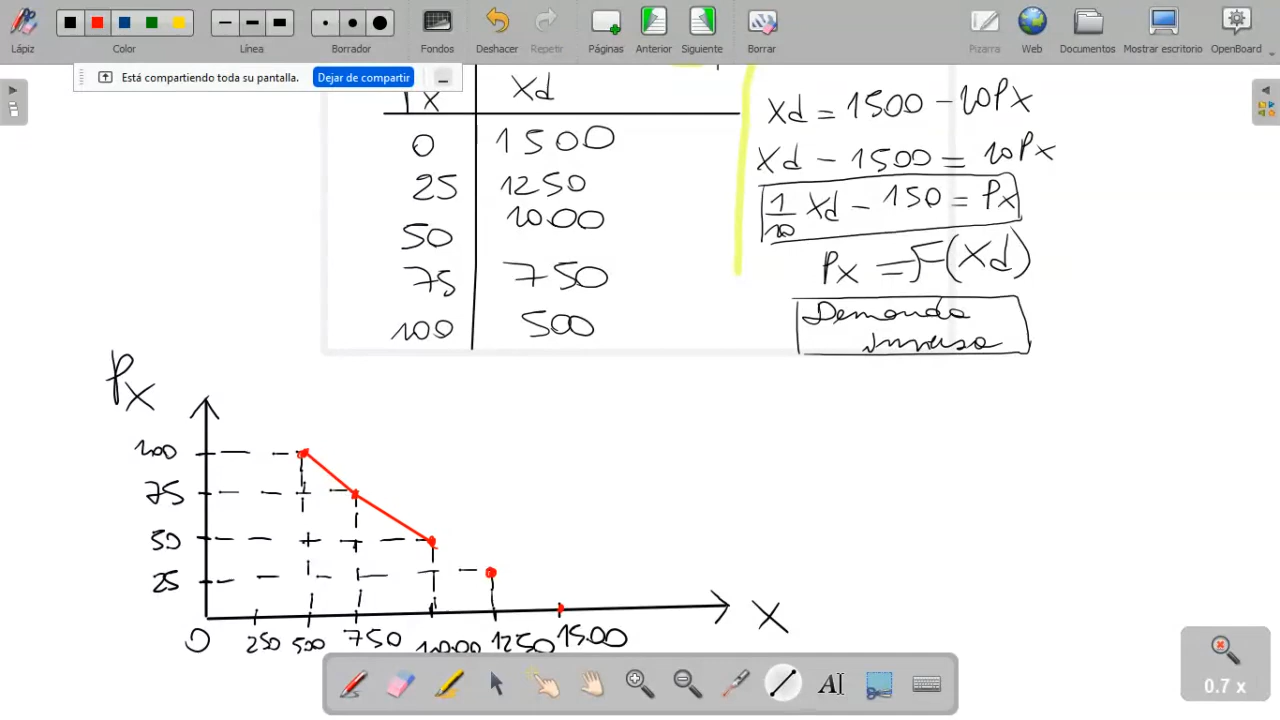 Lápiz Color Línea Borrador Fondos Deshacer Repetir Páginas Anterior Siguiente Borrar Pizarra Web Documentos Mostrar escritorio OpenBoard
Está compartiendo toda su pantalla. Dejar de compartir
Px Xd
0 1500
25 1250
50 1000
75 750
100 500
Xd = 1500 - 10Px
Xd - 1500 = 10Px
1/10 Xd - 150 = Px
Px = F(Xd)
Demanda
inversa
Px
100
75
50
25
0 250 500 750 1000 1250 1500
X
AI
0.7 x